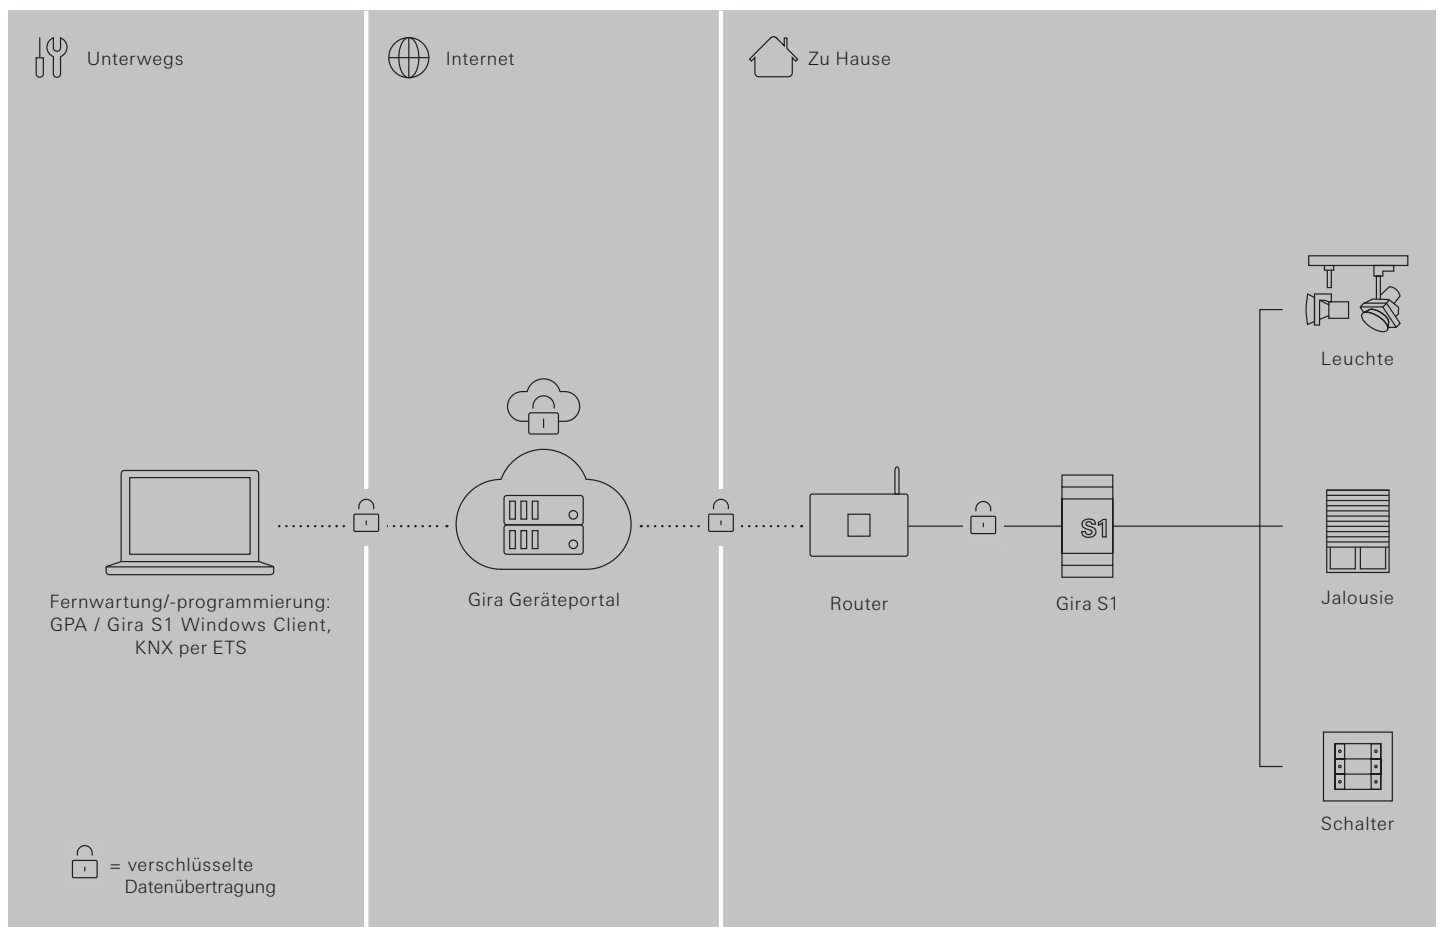 Unterwegs
Internet
Zu Hause
Leuchte
S1
Fernwartung/-programmierung:
GPA / Gira S1 Windows Client,
KNX per ETS
Gira Geräteportal
Router
Gira S1
Jalousie
Schalter
= verschlüsselte
Datenübertragung